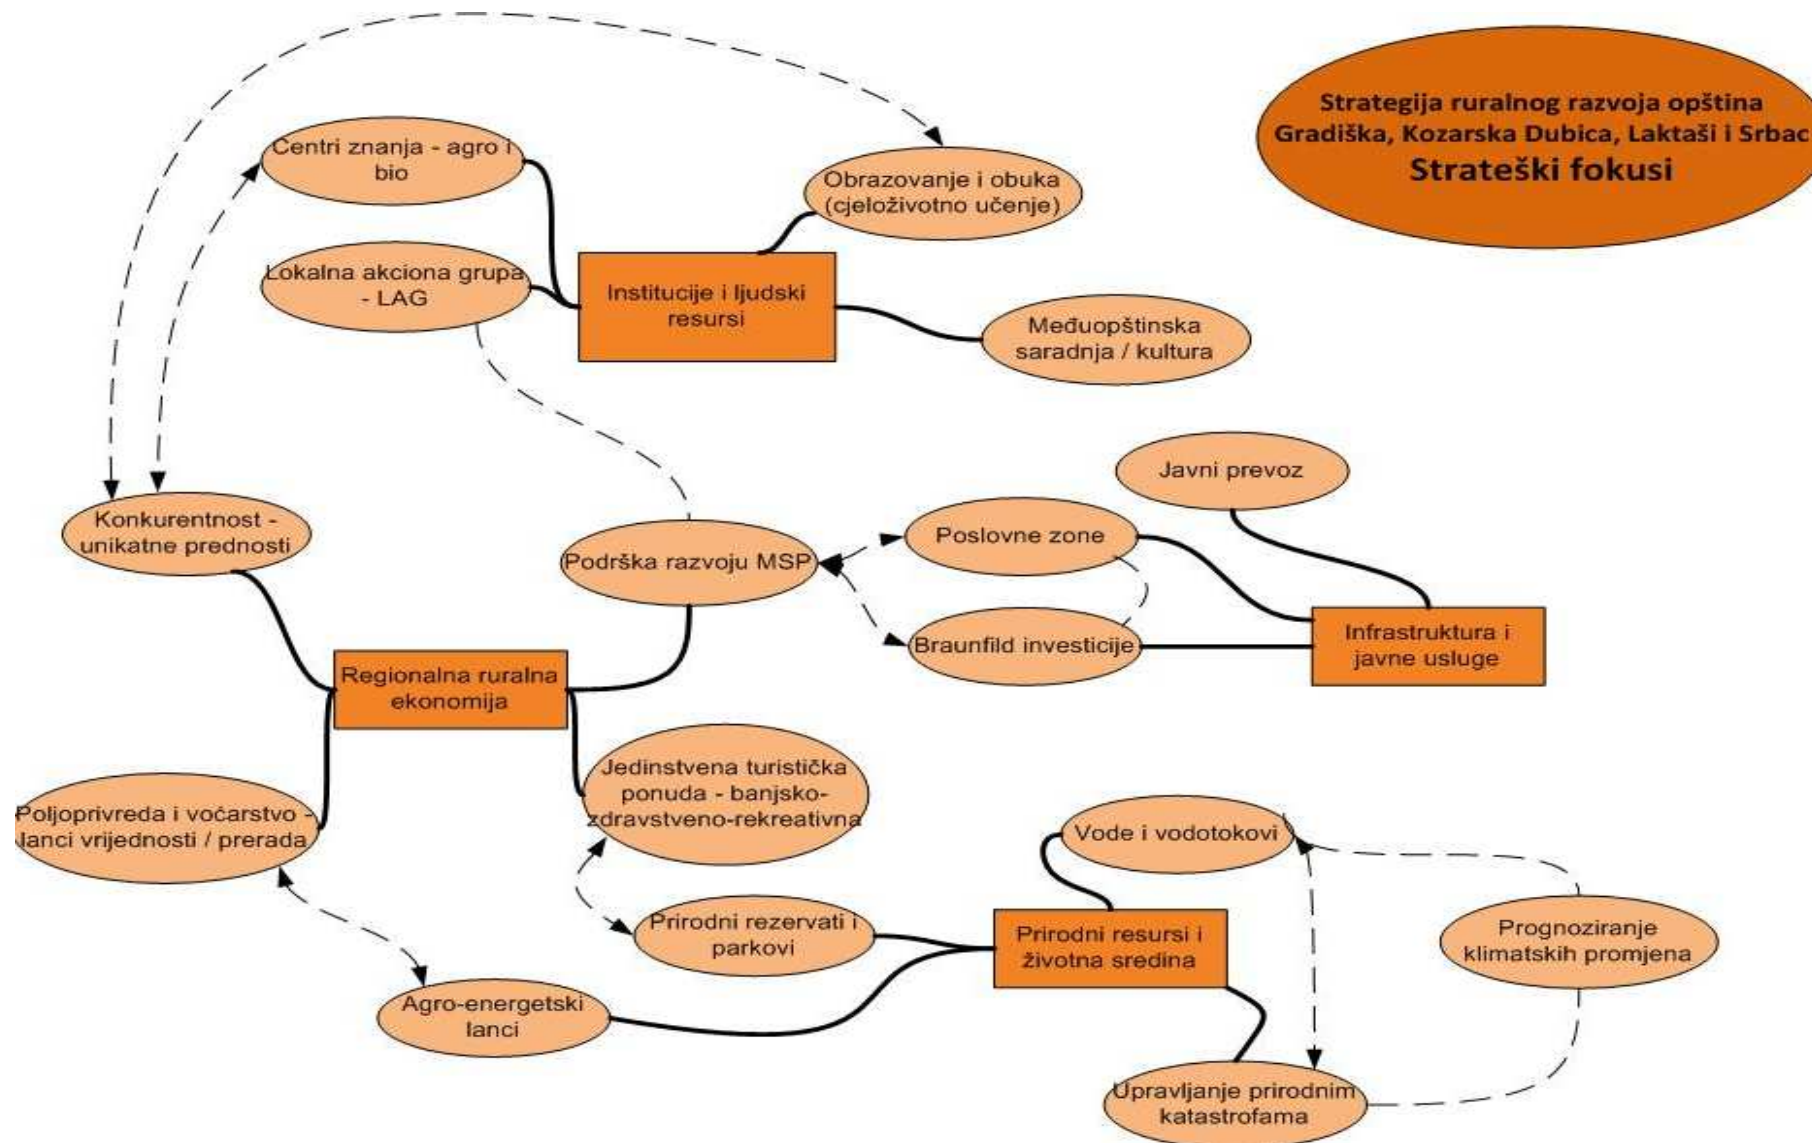 Strategija ruralnog razvoja opština
Gradiška, Kozarska Dubica, Laktaši i Srbac
Strateški fokusi
Centri znanja - agro i
bio
Obrazovanje i obuka
(cjeloživotno učenje)
Lokalna akciona grupa
- LAG
Institucije i ljudski
resursi
Međuopštinska
saradnja / kultura
Javni prevoz
Konkurentnost -
unikatne prednosti
Podrška razvoju MSP
Poslovne zone
Braunfild investicije
Infrastruktura i
javne usluge
Regionalna ruralna
ekonomija
Jedinstvena turistička
ponuda - banjsko-
zdravstveno-rekreativna
Poljoprivreda i voćarstvo -
lanci vrijednosti / prerada
Vode i vodotokovi
Prirodni rezervati i
parkovi
Prirodni resursi i
životna sredina
Prognoziranje
klimatskih promjena
Agro-energetski
lanci
Upravljanje prirodnim
katastrofama